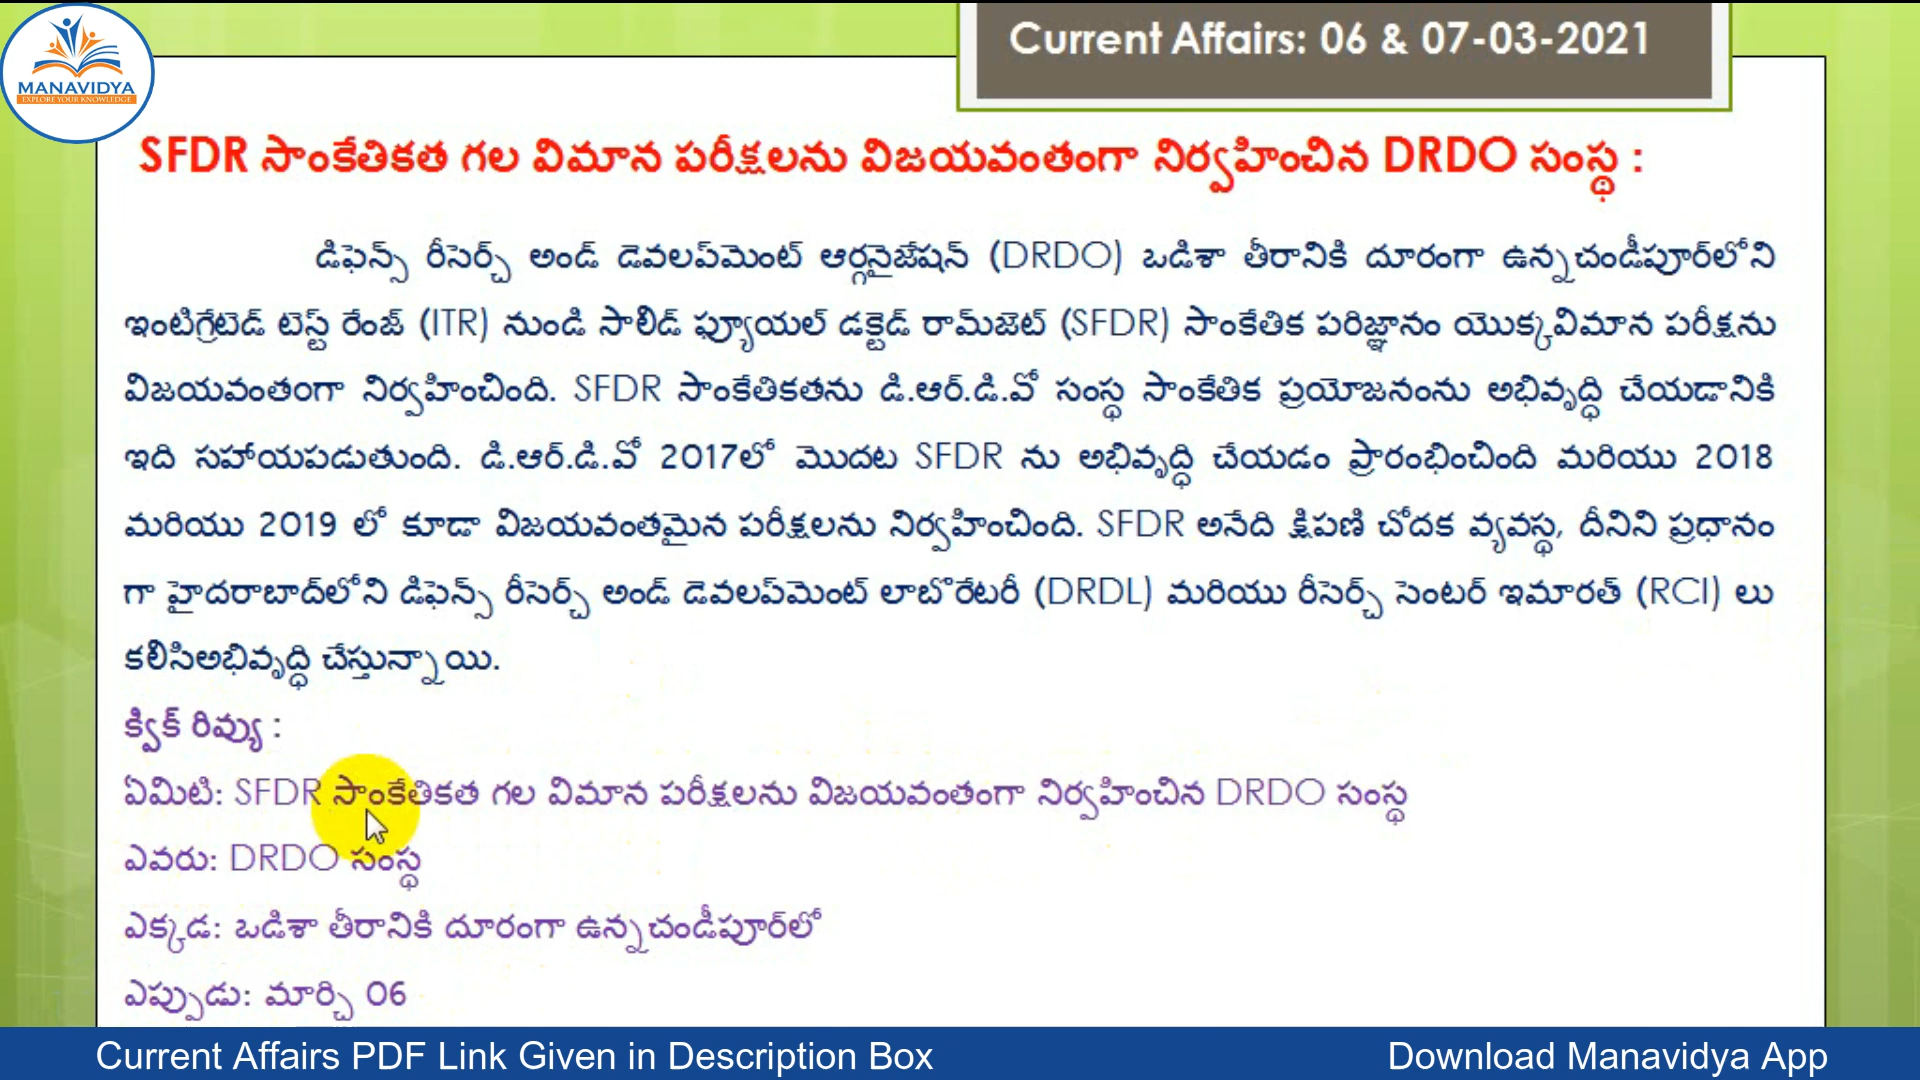 MANAVIDYA
EXPLORE YOUR KNOWLEDGE
Current Affairs: 06 & 07-03-2021
SFDR సాంకేతికత గల విమాన పరీక్షలను విజయవంతంగా నిర్వహించిన DRDO సంస్థ :
డిఫెన్స్ రీసెర్చ్ అండ్ డెవలప్‌మెంట్ ఆర్గనైజేషన్ (DRDO) ఒడిశా తీరానికి దూరంగా ఉన్నచండీపూర్‌లోని
ఇంటిగ్రేటెడ్ టెస్ట్ రేంజ్ (ITR) నుండి సాలిడ్ ఫ్యూయల్ డక్టెడ్ రామ్‌జెట్ (SFDR) సాంకేతిక పరిజ్ఞానం యొక్కవిమాన పరీక్షను
విజయవంతంగా నిర్వహించింది. SFDR సాంకేతికతను డి.ఆర్.డి.వో సంస్థ సాంకేతిక ప్రయోజనంను అభివృద్ధి చేయడానికి
ఇది సహాయపడుతుంది. డి.ఆర్.డి.వో 2017లో మొదట SFDR ను అభివృద్ధి చేయడం ప్రారంభించింది మరియు 2018
మరియు 2019 లో కూడా విజయవంతమైన పరీక్షలను నిర్వహించింది. SFDR అనేది క్షిపణి చోదక వ్యవస్థ, దీనిని ప్రధానం
గా హైదరాబాద్‌లోని డిఫెన్స్ రీసెర్చ్ అండ్ డెవలప్‌మెంట్ లాబొరేటరీ (DRDL) మరియు రీసెర్చ్ సెంటర్ ఇమారత్ (RCI) లు
కలిసిఅభివృద్ధి చేస్తున్నాయి.
క్విక్ రివ్యు :
ఏమిటి: SFDR సాంకేతికత గల విమాన పరీక్షలను విజయవంతంగా నిర్వహించిన DRDO సంస్థ
ఎవరు: DRDO సంస్థ
ఎక్కడ: ఒడిశా తీరానికి దూరంగా ఉన్నచండీపూర్‌లో
ఎప్పుడు: మార్చి 06
Current Affairs PDF Link Given in Description Box
Download Manavidya App